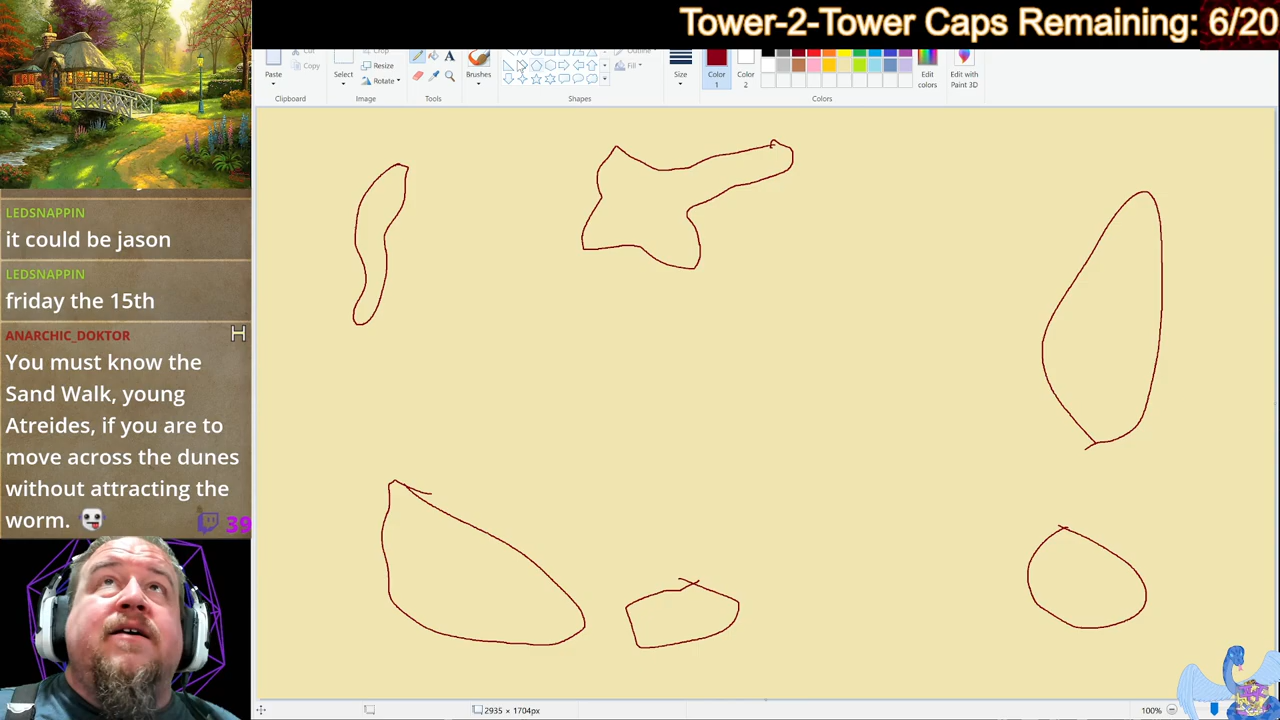 Tower-2-Tower Caps Remaining: 6/20
Cut
Crop
Outline
Paste
Copy
Select
Resize
Rotate
Brushes
Fill
Size
Color 1
Color 2
Edit colors
Edit with Paint 3D
Clipboard
Image
Tools
Shapes
Colors
LEDSNAPPIN
it could be jason
LEDSNAPPIN
friday the 15th
ANARCHIC_DOKTOR
H
You must know the
Sand Walk, young
Atreides, if you are to
move across the dunes
without attracting the
worm.
39
2935 × 1704px
100%